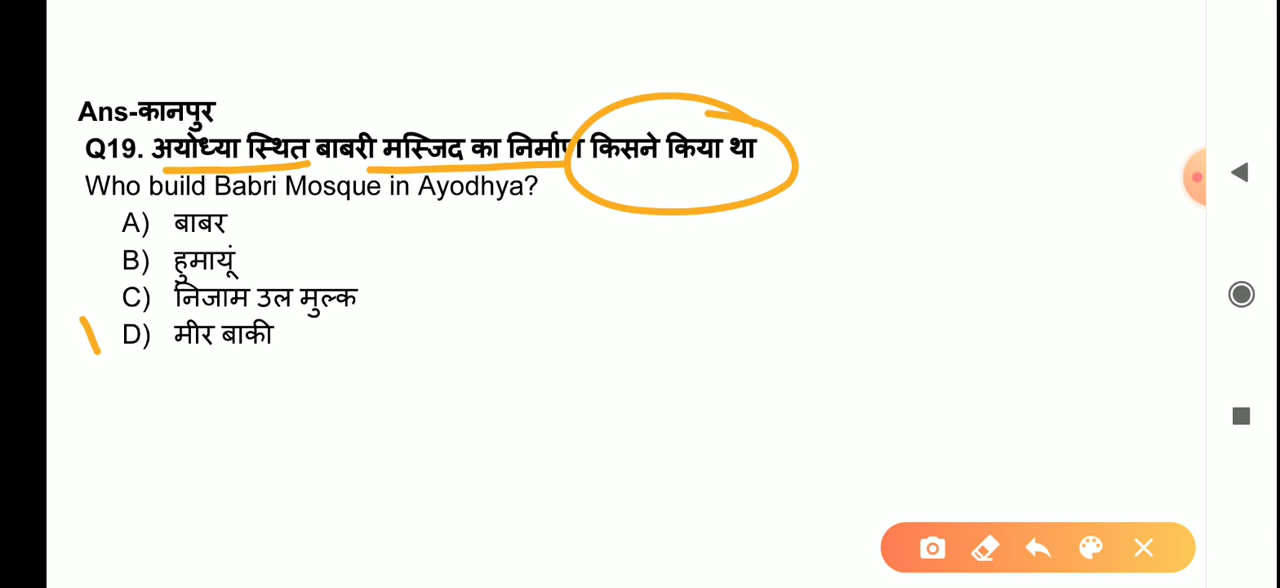 Ans-कानपुर
Q19. अयोध्या स्थित बाबरी मस्जिद का निर्माण किसने किया था
Who build Babri Mosque in Ayodhya?
A) बाबर
B) हुमायूं
C) निजाम उल मुल्क
D) मीर बाकी